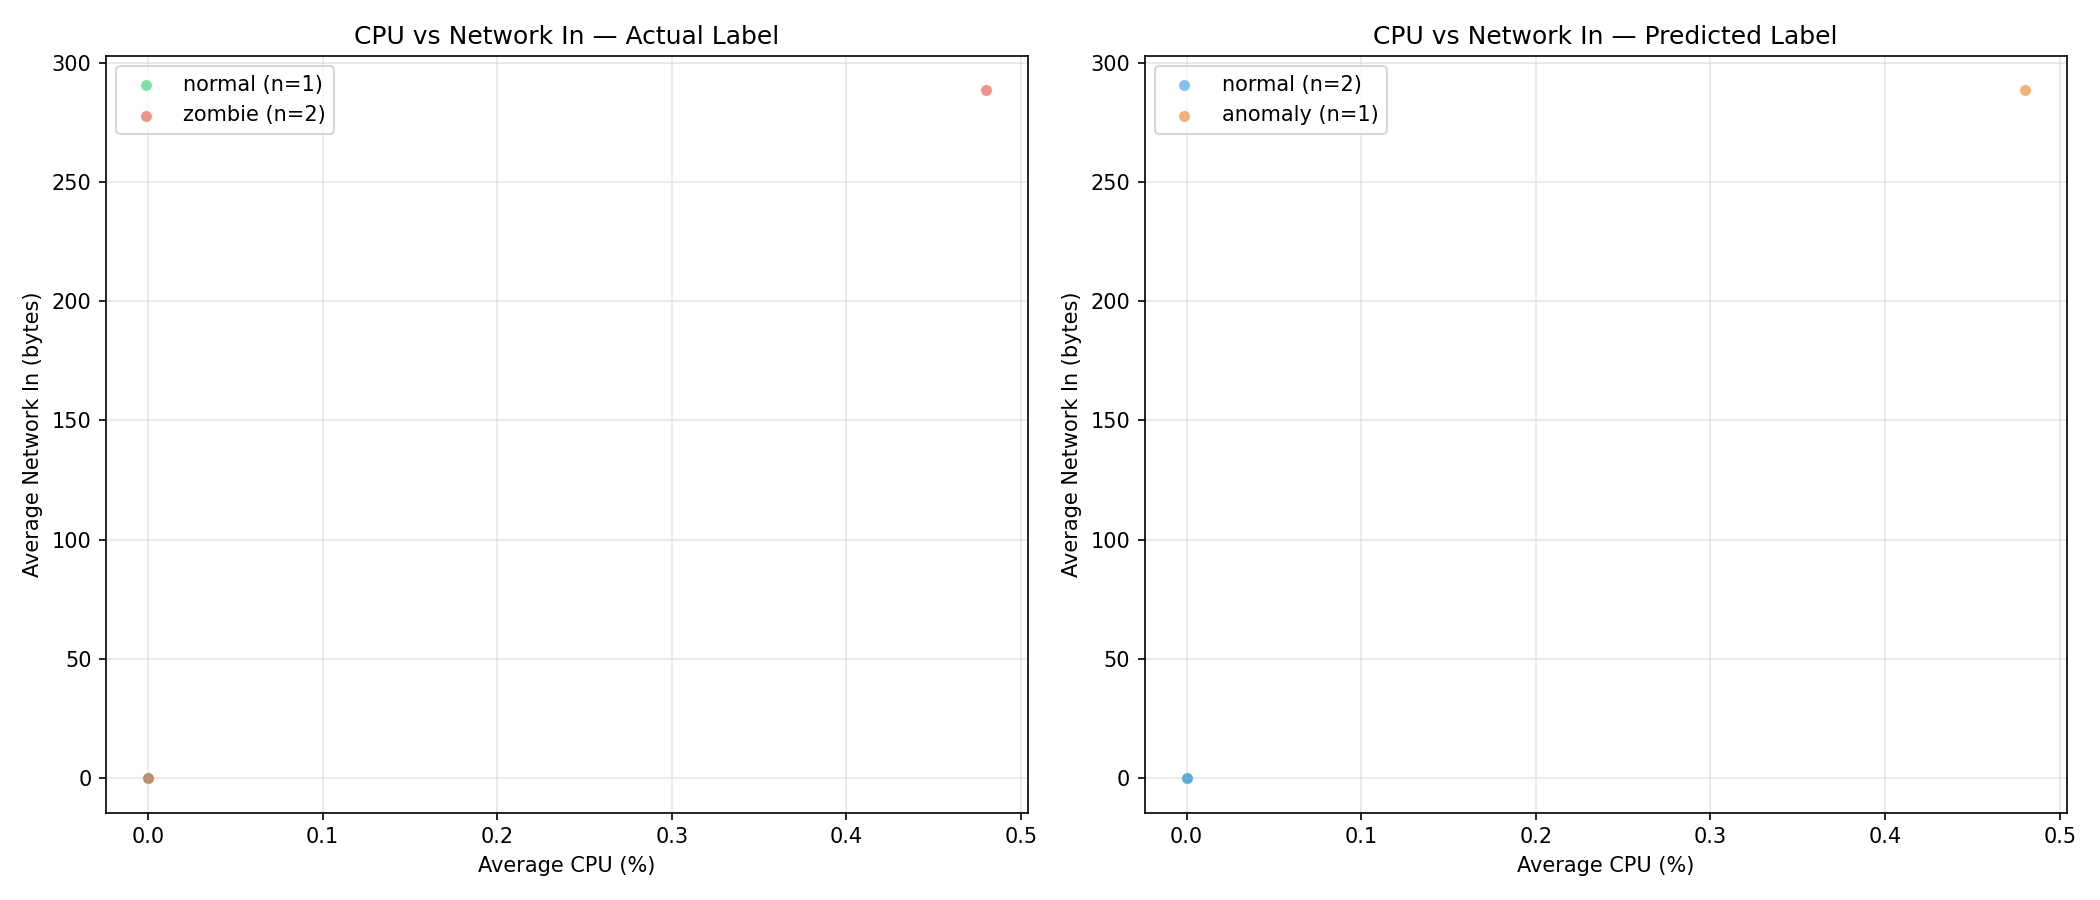 CPU vs Network In — Actual Label
normal (n=1)
zombie (n=2)
300
250
200
150
100
50
0
Average Network In (bytes)
0.0 0.1 0.2 0.3 0.4 0.5
Average CPU (%)
CPU vs Network In — Predicted Label
normal (n=2)
anomaly (n=1)
300
250
200
150
100
50
0
Average Network In (bytes)
0.0 0.1 0.2 0.3 0.4 0.5
Average CPU (%)